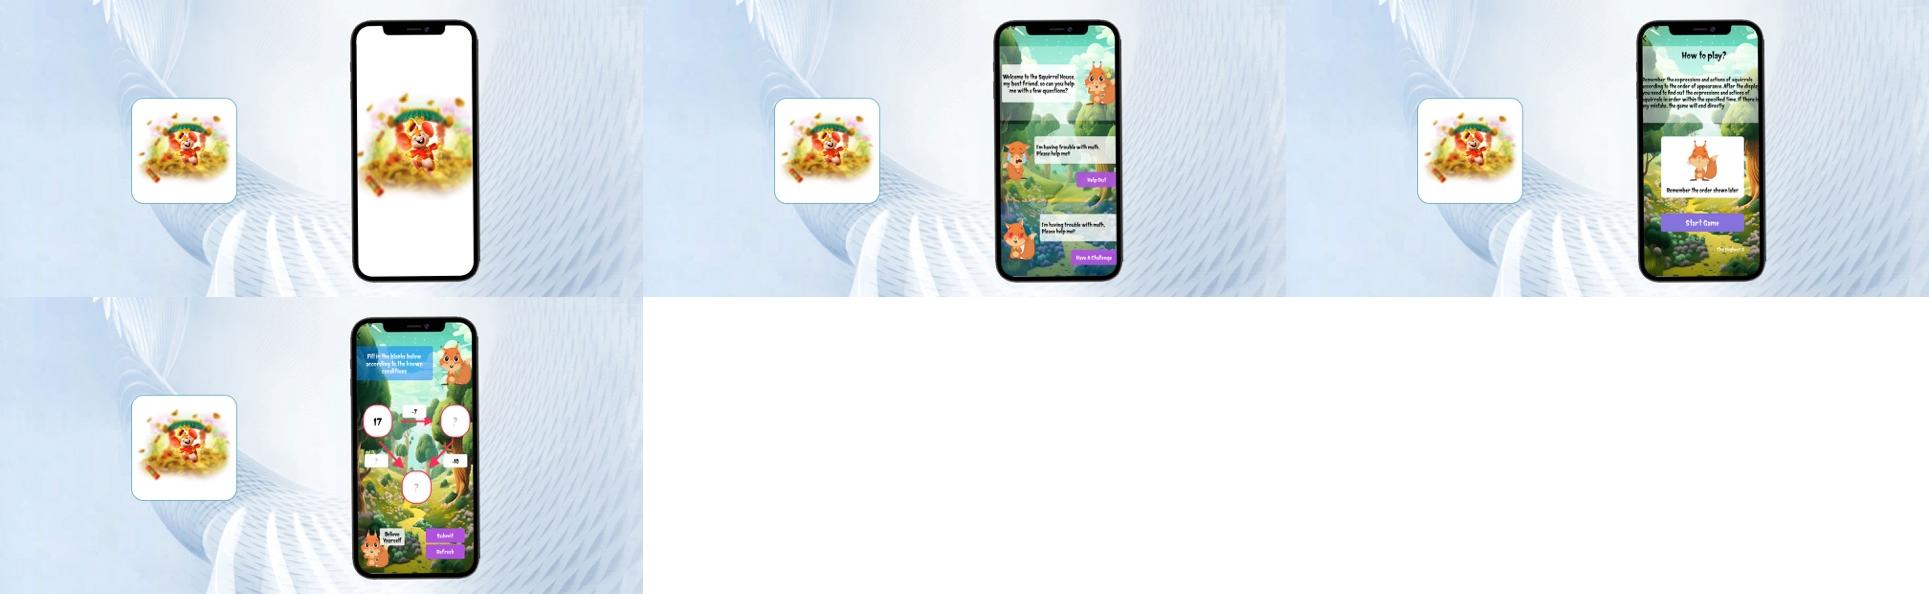 Welcome to the Squirrel House,
my best friend, so can you help
me with a few questions?
I'm having trouble with math,
Please help me!!
Help Out
I'm having trouble with math,
Please help me!!
Have A Challenge
How to play?
Remember the expressions and actions of squirrels
according to the order of appearance. After the display
you need to find out the expressions and actions of
squirrels in order within the specified time. If there is
any mistake, the game will end directly
Remember the order shown later
Start Game
The Highest
Fill in the blanks below
according to the known
conditions
17
-7
?
?
?
Believe
Yourself
Submit
Refresh